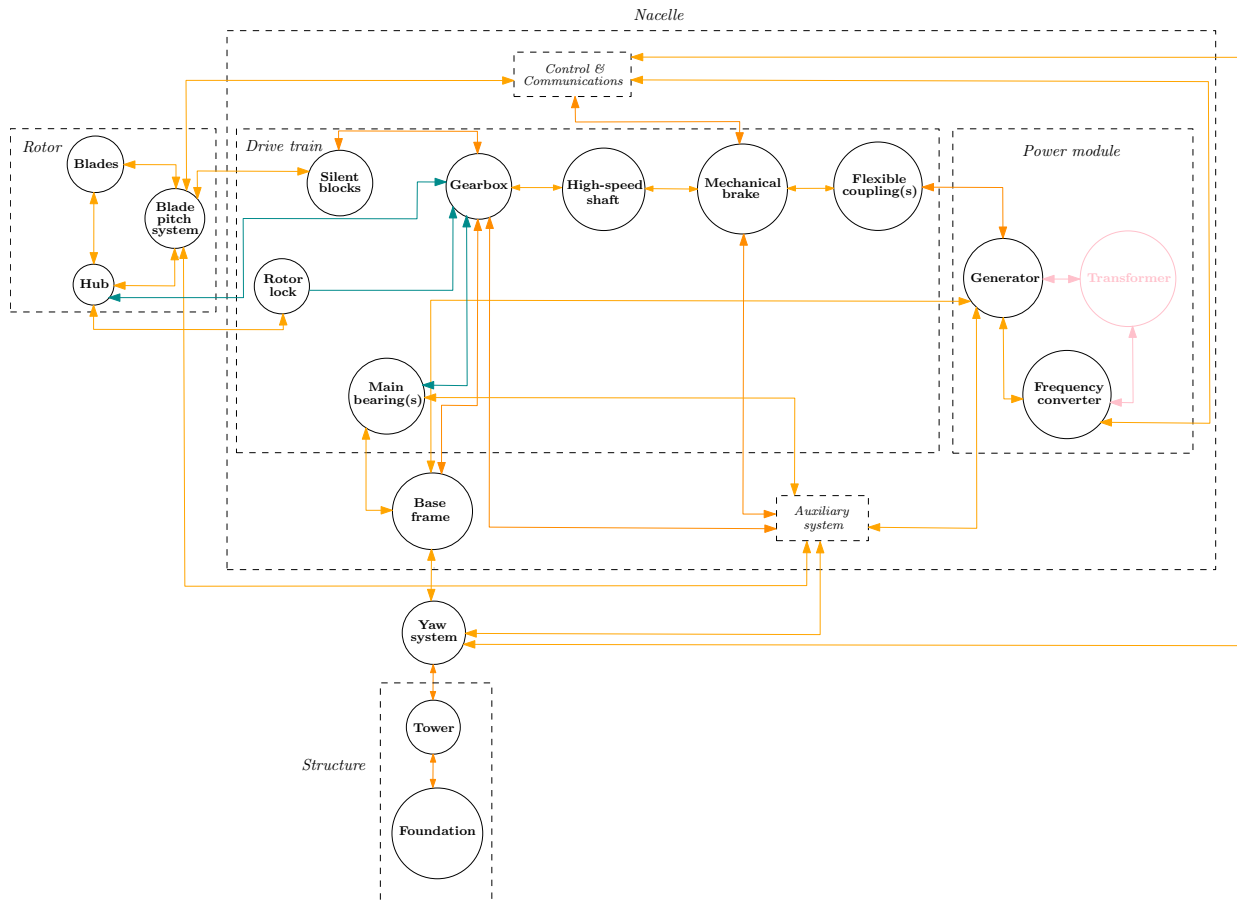 Nacelle
Control &
Communications
Rotor
Blades
Blade
pitch
system
Hub
Drive train
Silent
blocks
Gearbox
High-speed
shaft
Mechanical
brake
Flexible
coupling(s)
Rotor
lock
Main
bearing(s)
Power module
Generator
Transformer
Frequency
converter
Base
frame
Auxiliary
system
Yaw
system
Tower
Structure
Foundation